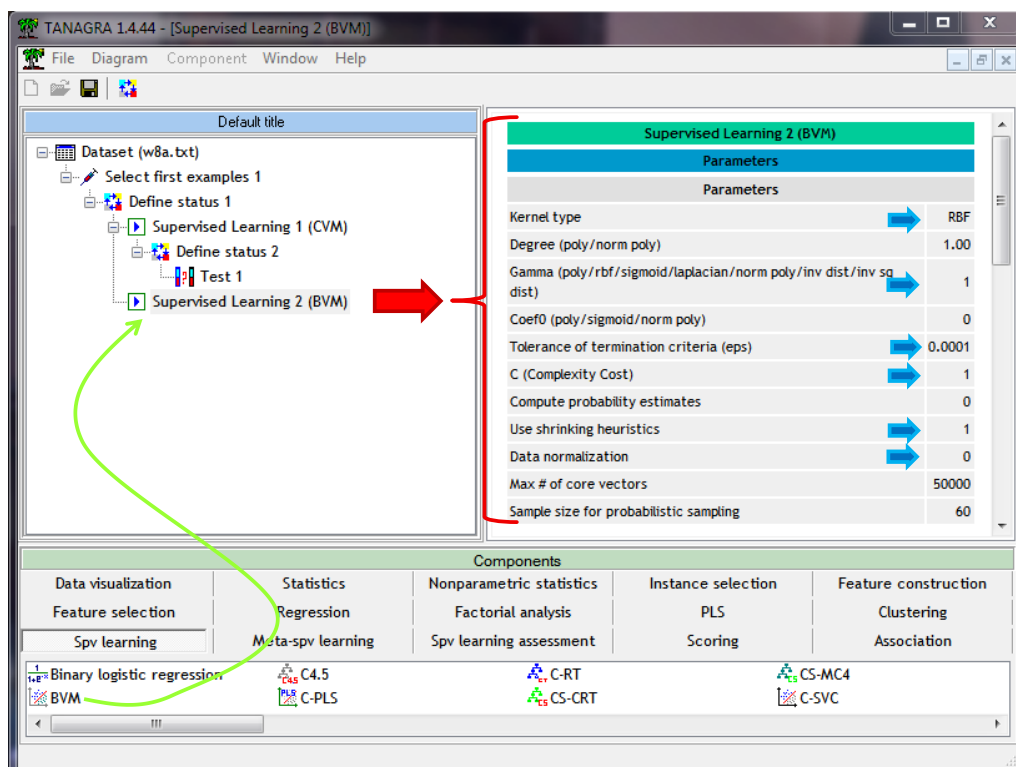 TANAGRA 1.4.44 - [Supervised Learning 2 (BVM)]
File Diagram Component Window Help
Default title
Dataset (w8a.txt)
Select first examples 1
Define status 1
Supervised Learning 1 (CVM)
Define status 2
Test 1
Supervised Learning 2 (BVM)
Supervised Learning 2 (BVM)
Parameters
Parameters
Kernel type RBF
Degree (poly/norm poly) 1.00
Gamma (poly/rbf/sigmoid/laplacian/norm poly/inv dist/inv sq
dist) 1
Coef0 (poly/sigmoid/norm poly) 0
Tolerance of termination criteria (eps) 0.0001
C (Complexity Cost) 1
Compute probability estimates 0
Use shrinking heuristics 1
Data normalization 0
Max # of core vectors 50000
Sample size for probabilistic sampling 60
Components
Data visualization Statistics Nonparametric statistics Instance selection Feature construction
Feature selection Regression Factorial analysis PLS Clustering
Spv learning Meta-spv learning Spv learning assessment Scoring Association
Binary logistic regression C4.5 C-RT CS-MC4
BVM C-PLS CS-CRT C-SVC